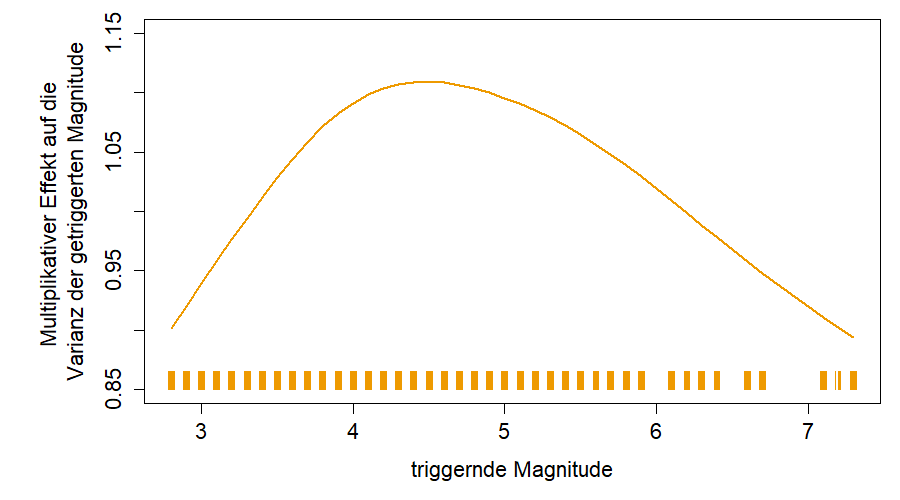 Multiplikativer Effekt auf die
Varianz der getriggerten Magnitude
1.15
1.05
0.95
0.85
3 4 5 6 7
triggernde Magnitude